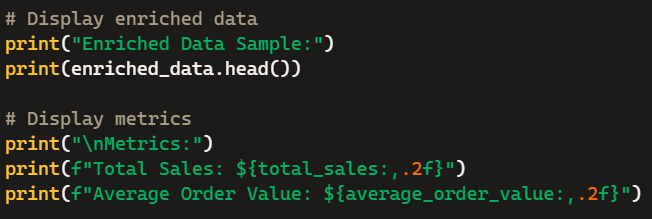 # Display enriched data
print("Enriched Data Sample:")
print(enriched_data.head())
# Display metrics
print("\nMetrics:")
print(f"Total Sales: ${total_sales:,.2f}")
print(f"Average Order Value: ${average_order_value:,.2f}")